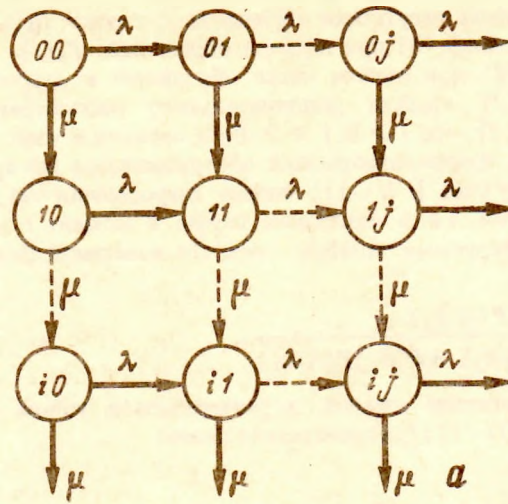 λ λ λ
00 01 0j
μ μ μ
λ λ λ
10 11 1j
μ μ μ
λ λ λ
i0 i1 ij
μ μ μ a